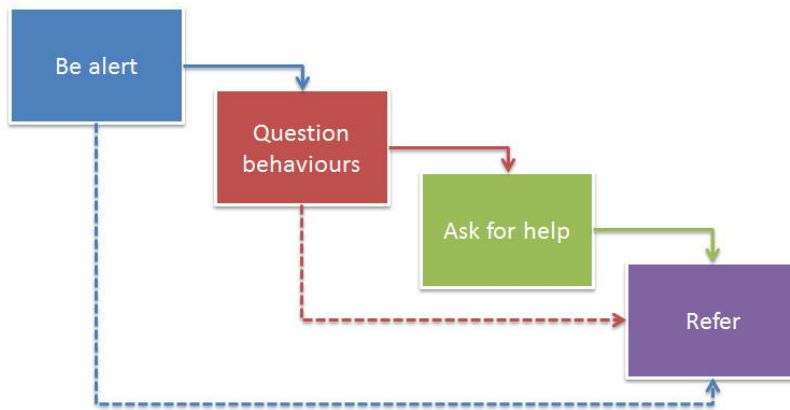 Be alert
Question
behaviours
Ask for help
Refer